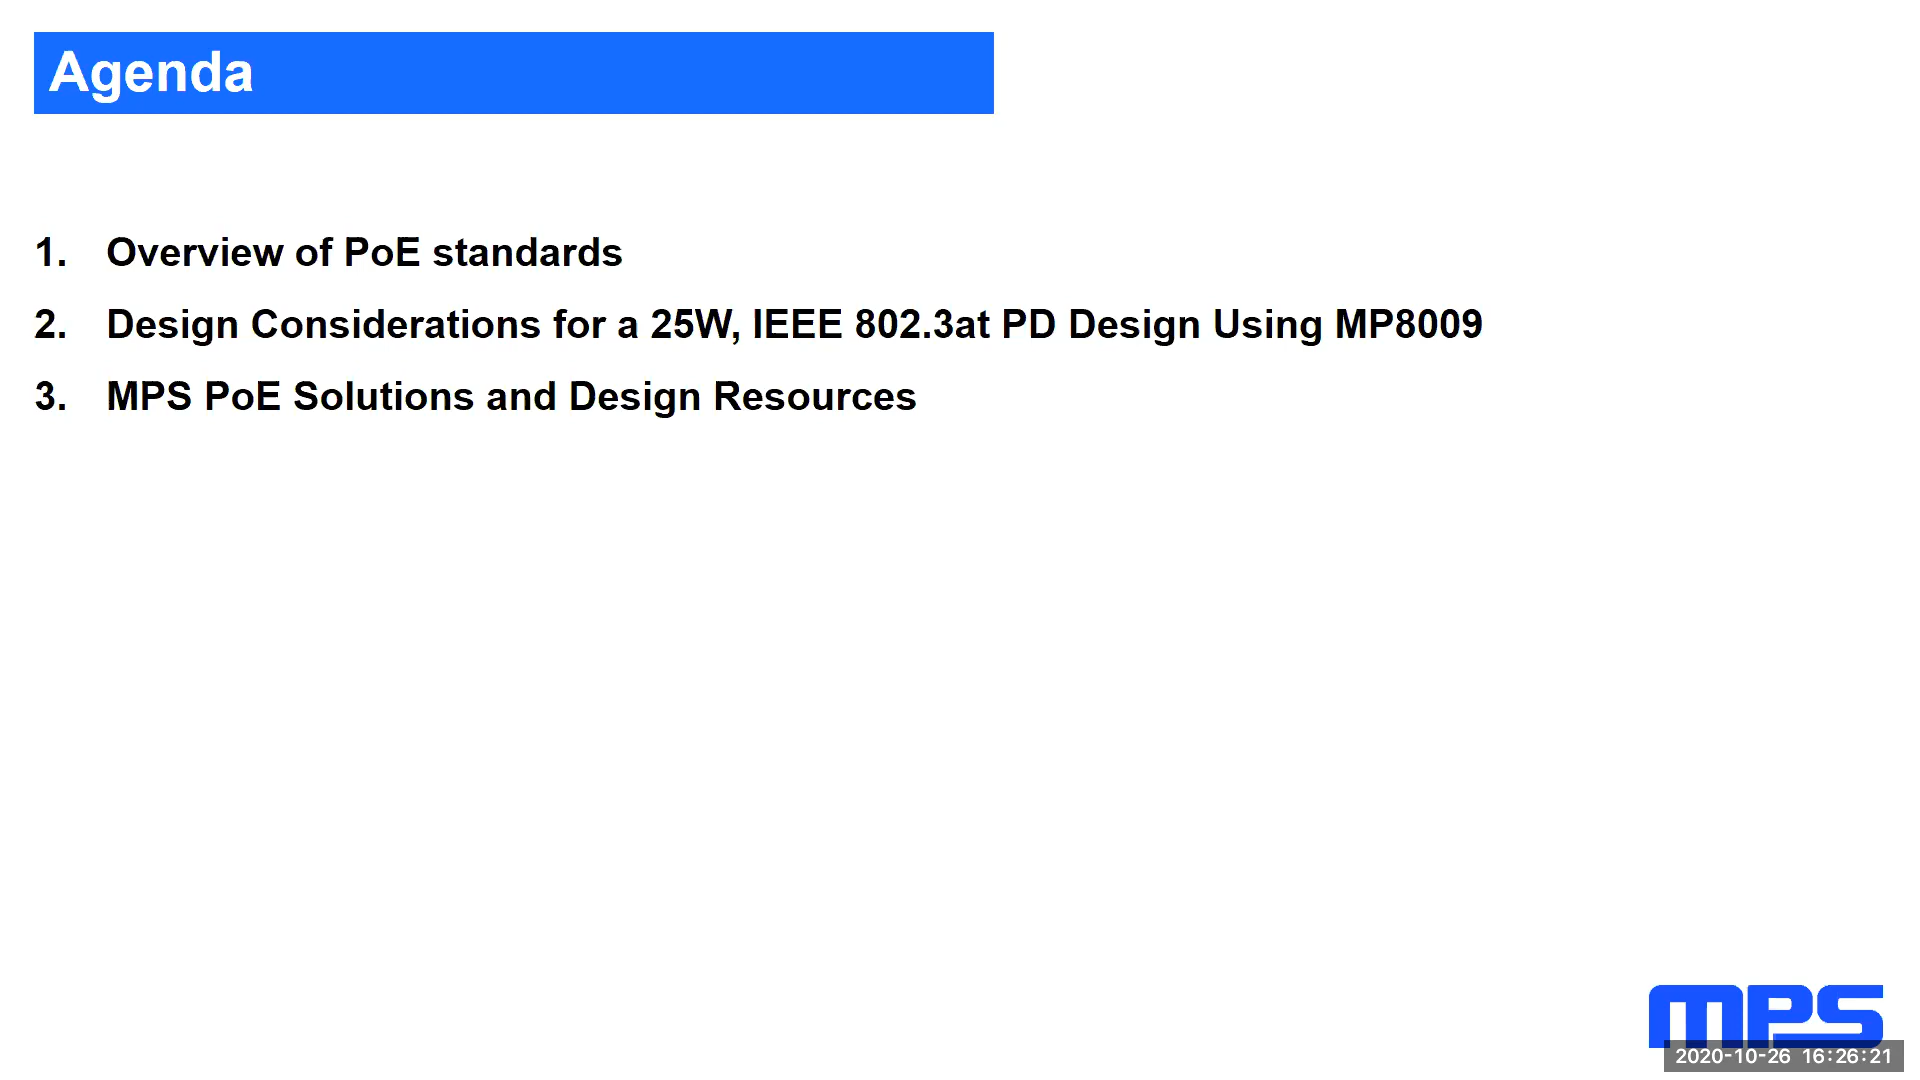 Agenda
1. Overview of PoE standards
2. Design Considerations for a 25W, IEEE 802.3at PD Design Using MP8009
3. MPS PoE Solutions and Design Resources
mPS
2020-10-26 16:26:21